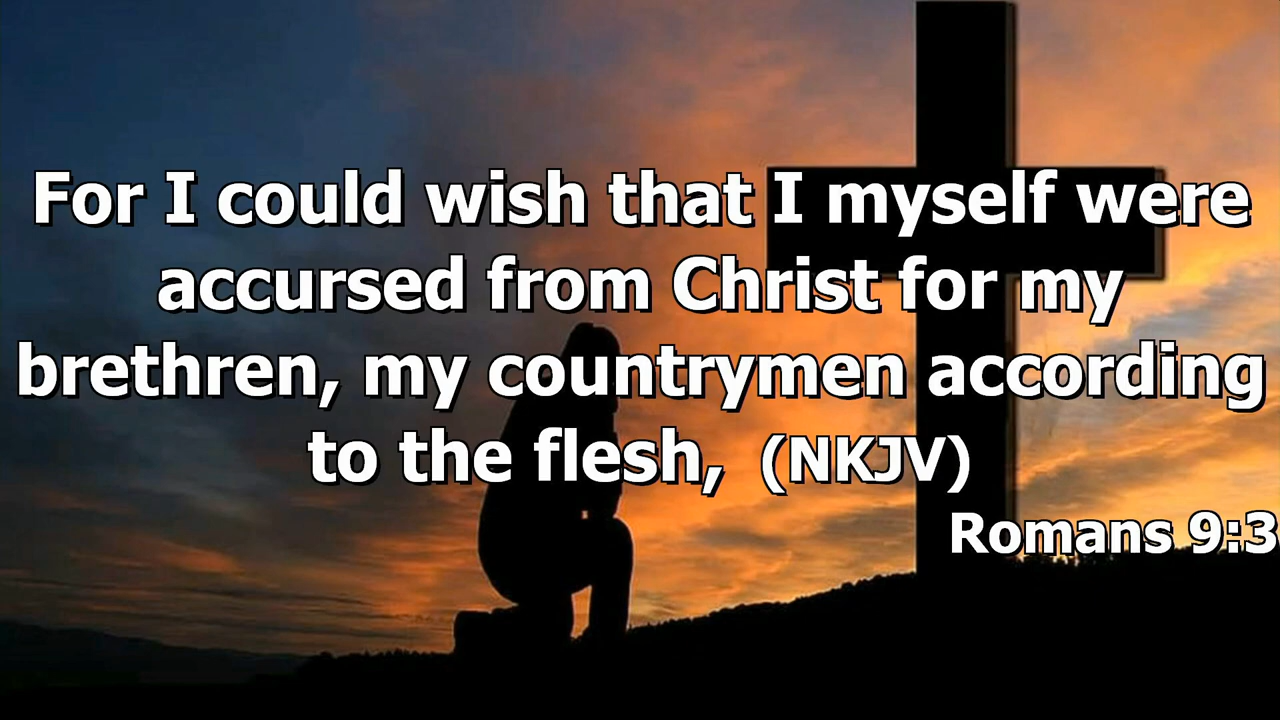 For I could wish that I myself were
accursed from Christ for my
brethren, my countrymen according
to the flesh, (NKJV)
Romans 9:3